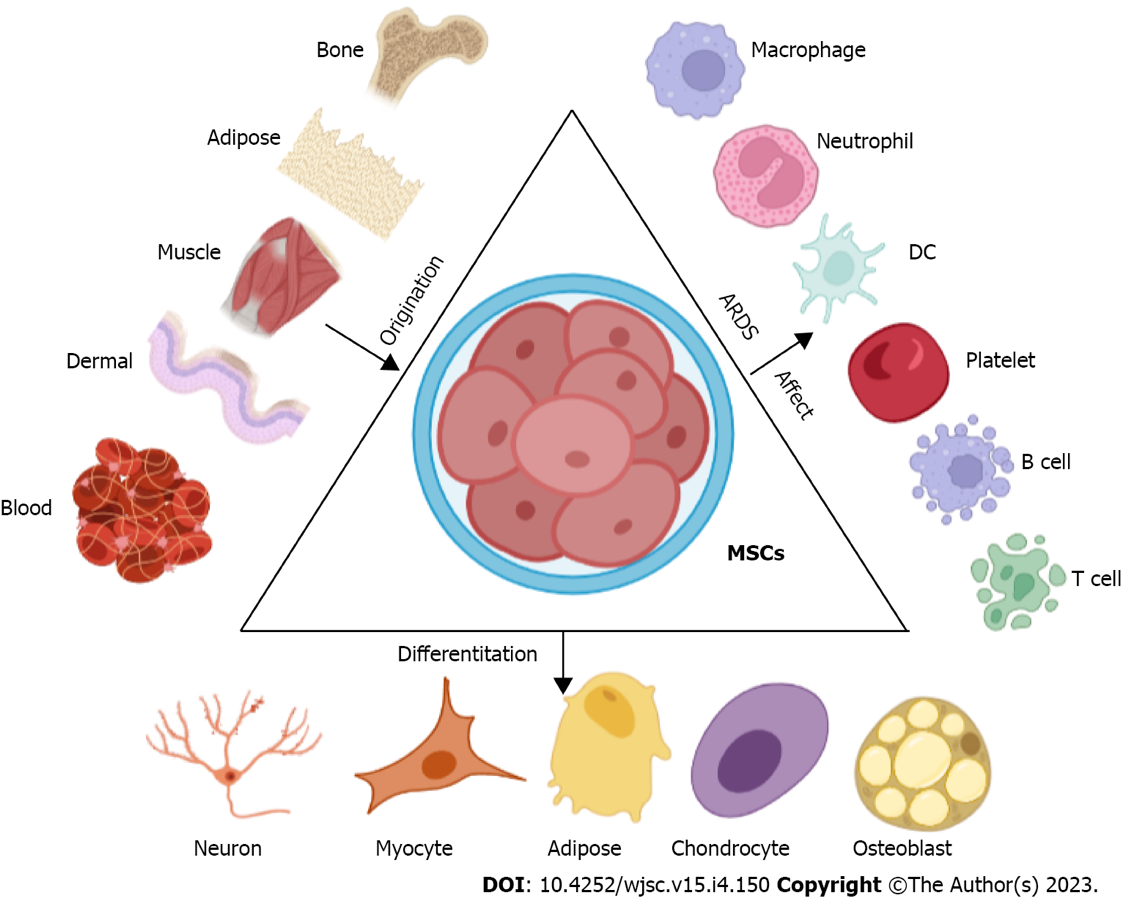 Bone
Macrophage
Adipose
Neutrophil
Muscle
DC
Origination
ARDS
Affect
Dermal
Platelet
B cell
Blood
MSCs
T cell
Differentitation
Neuron
Myocyte
Adipose
Chondrocyte
Osteoblast
DOI: 10.4252/wjsc.v15.i4.150 Copyright ©The Author(s) 2023.